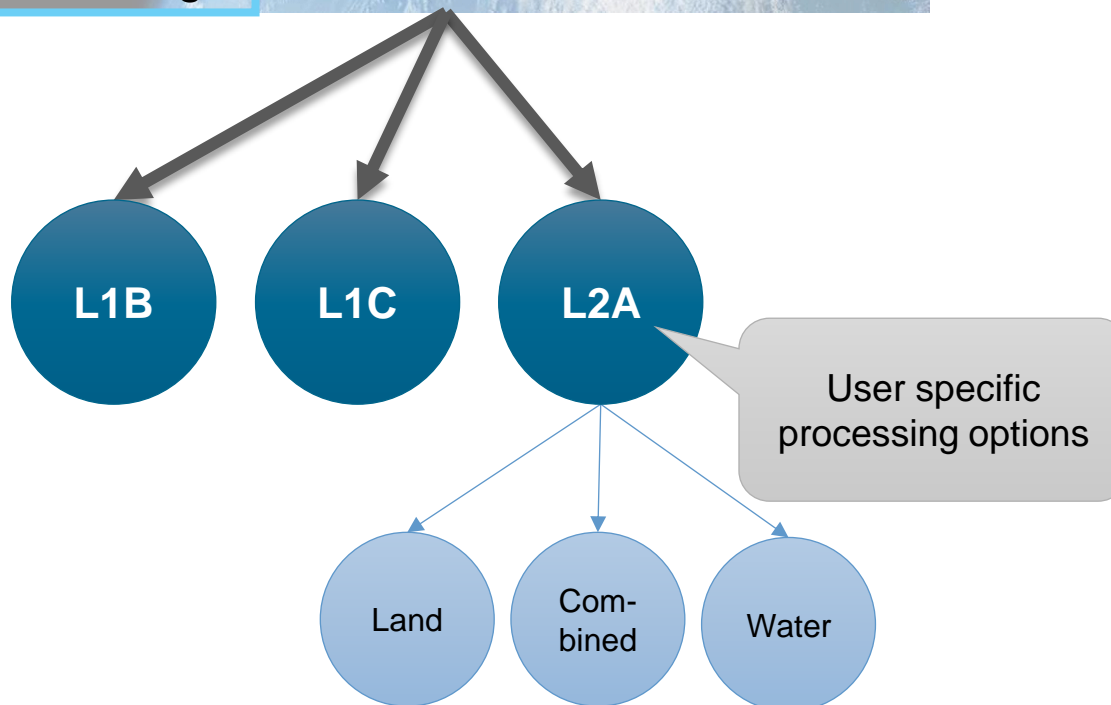 L1B
L1C
L2A
User specific
processing options
Land
Com-
bined
Water